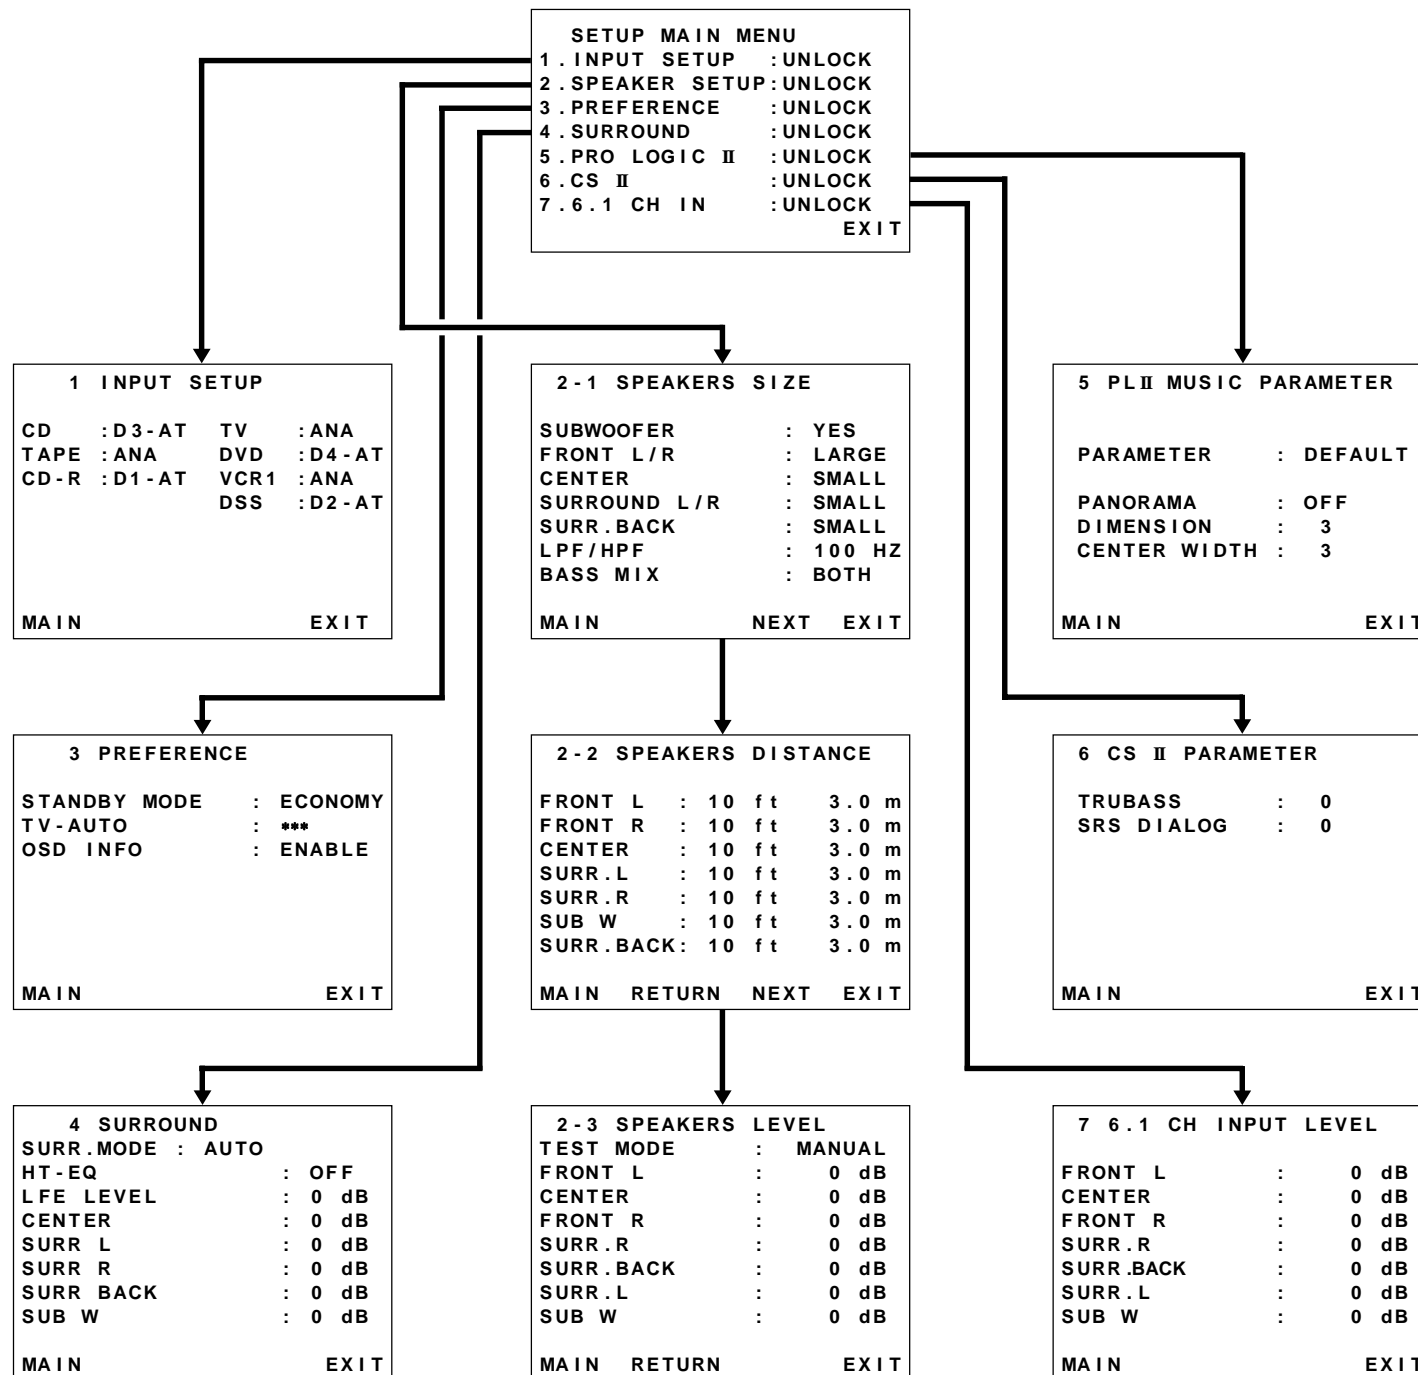 SETUP MAIN MENU
1.INPUT SETUP :UNLOCK
2.SPEAKER SETUP:UNLOCK
3.PREFERENCE :UNLOCK
4.SURROUND :UNLOCK
5.PRO LOGIC II :UNLOCK
6.CS II :UNLOCK
7.6.1 CH IN :UNLOCK
EXIT
1 INPUT SETUP
CD :D3-AT TV :ANA
TAPE :ANA DVD :D4-AT
CD-R :D1-AT VCR1 :ANA
DSS :D2-AT
MAIN EXIT
2-1 SPEAKERS SIZE
SUBWOOFER : YES
FRONT L/R : LARGE
CENTER : SMALL
SURROUND L/R : SMALL
SURR.BACK : SMALL
LPF/HPF : 100 HZ
BASS MIX : BOTH
MAIN NEXT EXIT
5 PLII MUSIC PARAMETER
PARAMETER : DEFAULT
PANORAMA : OFF
DIMENSION : 3
CENTER WIDTH : 3
MAIN EXIT
3 PREFERENCE
STANDBY MODE : ECONOMY
TV-AUTO : ***
OSD INFO : ENABLE
MAIN EXIT
2-2 SPEAKERS DISTANCE
FRONT L : 10 ft 3.0 m
FRONT R : 10 ft 3.0 m
CENTER : 10 ft 3.0 m
SURR.L : 10 ft 3.0 m
SURR.R : 10 ft 3.0 m
SUB W : 10 ft 3.0 m
SURR.BACK: 10 ft 3.0 m
MAIN RETURN NEXT EXIT
6 CS II PARAMETER
TRUBASS : 0
SRS DIALOG : 0
MAIN EXIT
4 SURROUND
SURR.MODE : AUTO
HT-EQ : OFF
LFE LEVEL : 0 dB
CENTER : 0 dB
SURR L : 0 dB
SURR R : 0 dB
SURR BACK : 0 dB
SUB W : 0 dB
MAIN EXIT
2-3 SPEAKERS LEVEL
TEST MODE : MANUAL
FRONT L : 0 dB
CENTER : 0 dB
FRONT R : 0 dB
SURR.R : 0 dB
SURR.BACK : 0 dB
SURR.L : 0 dB
SUB W : 0 dB
MAIN RETURN EXIT
7 6.1 CH INPUT LEVEL
FRONT L : 0 dB
CENTER : 0 dB
FRONT R : 0 dB
SURR.R : 0 dB
SURR.BACK : 0 dB
SURR.L : 0 dB
SUB W : 0 dB
MAIN EXIT